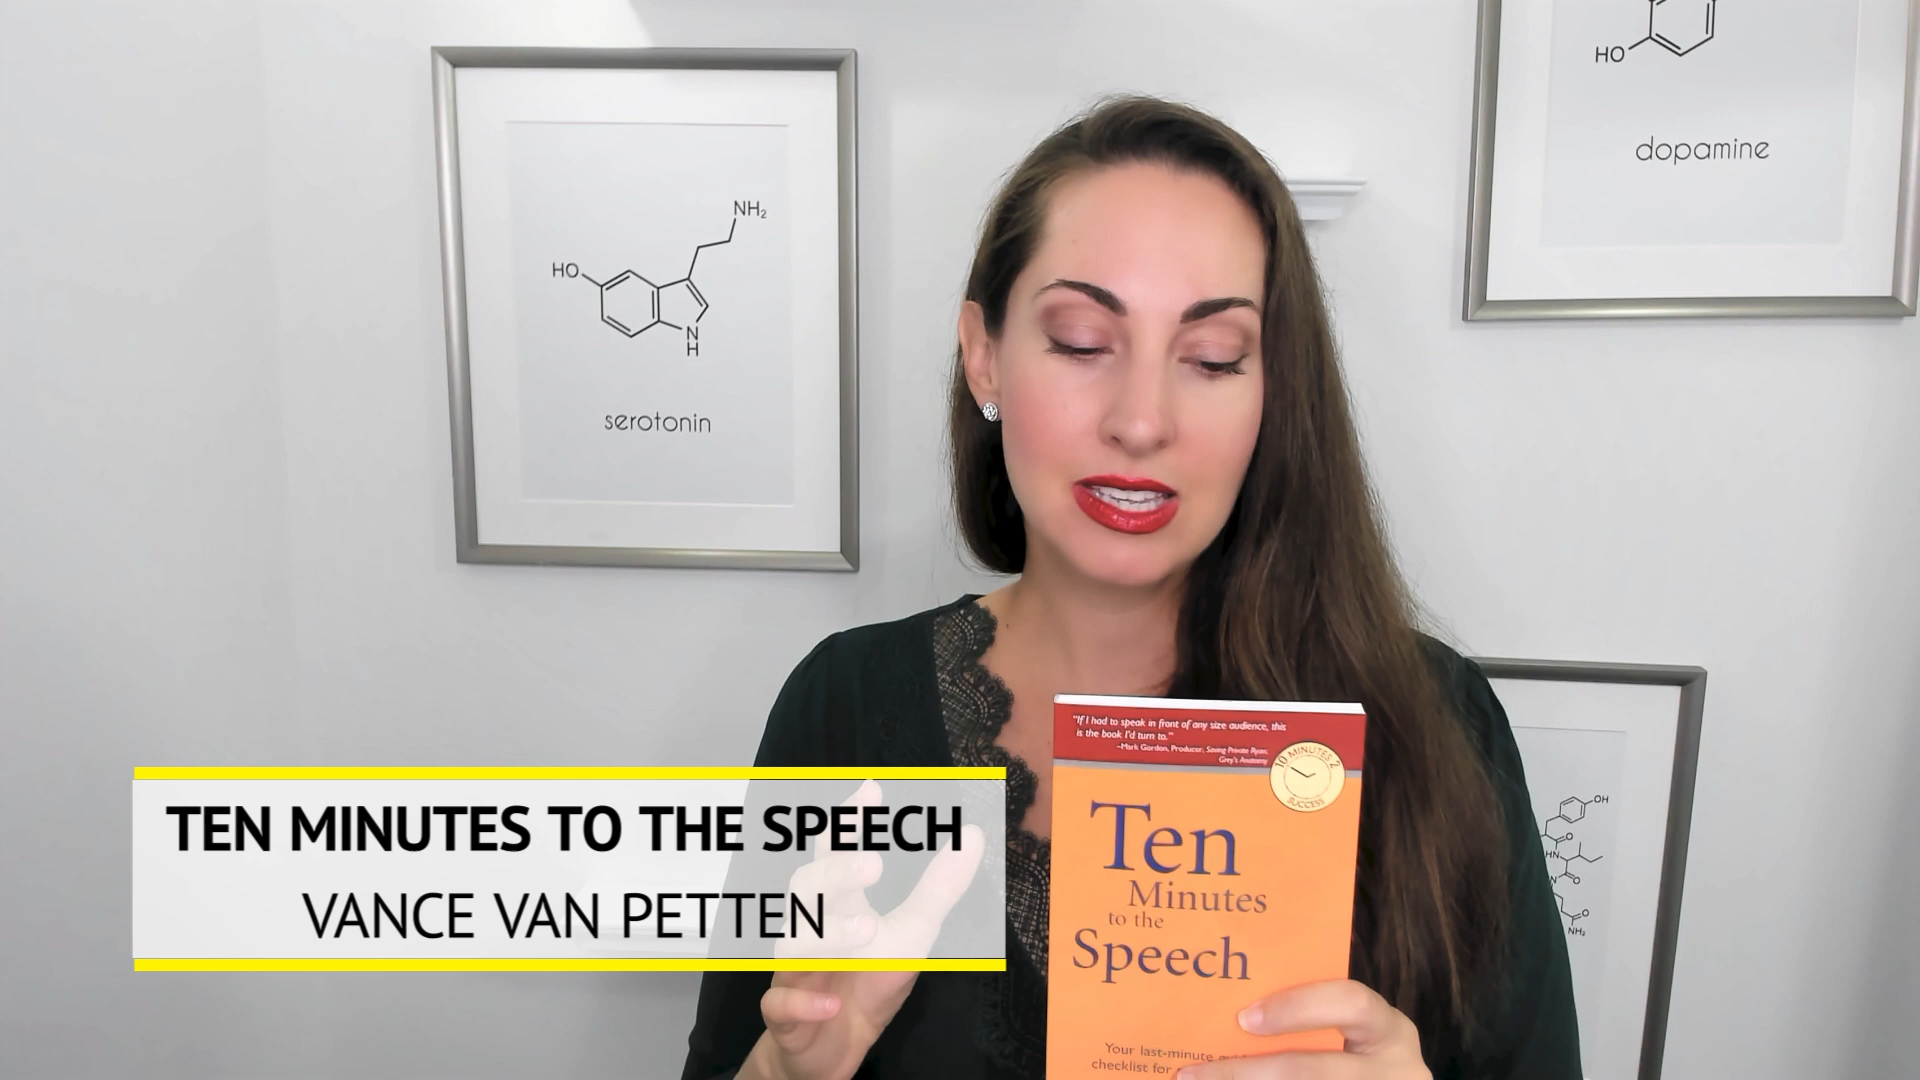 HO
dopamine
NH₂
HO
N
H
serotonin
"If I had to speak in front of any size audience, this
is the book I'd turn to."
–Mark Gordon, Producer, Saving Private Ryan,
Grey's Anatomy
10 MINUTES 2
SUCCESS
Ten
Minutes
to the
Speech
Your last-minute
checklist for
TEN MINUTES TO THE SPEECH
VANCE VAN PETTEN
OH
O
HN
O
N
O
NH₂